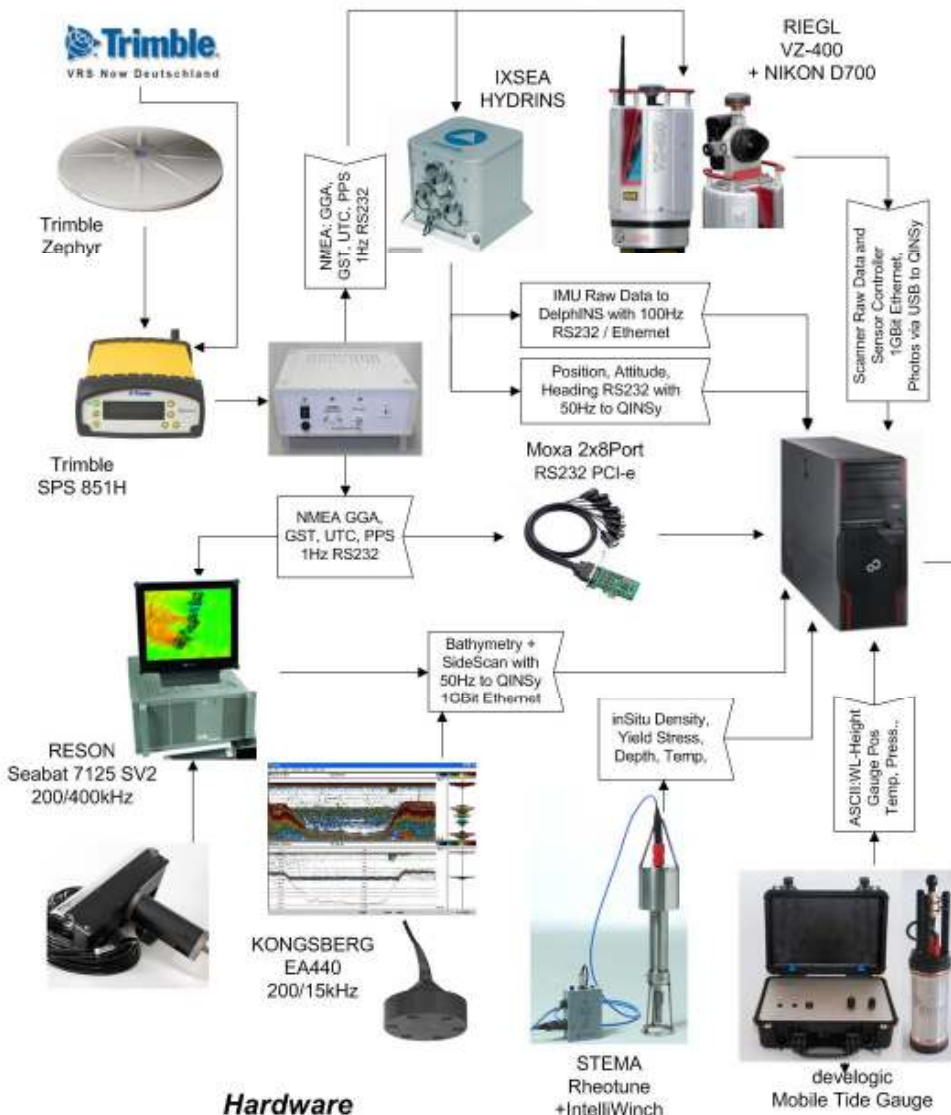 Trimble.
VRS Now Deutschland
RIEGL
VZ-400
+ NIKON D700
IXSEA
HYDRINS
Trimble
Zephyr
NMEA: GGA,
GST, UTC, PPS
1Hz RS232
IMU Raw Data to
DelphINS with 100Hz
RS232 / Ethernet
Scanner Raw Data and
Sensor Controller
1GBit Ethernet,
Photos via USB to QINSy
Position, Attitude,
Heading RS232 with
50Hz to QINSy
Trimble
SPS 851H
Moxa 2x8Port
RS232 PCI-e
NMEA GGA,
GST, UTC, PPS
1Hz RS232
Bathymetry +
SideScan with
50Hz to QINSy
1GBit Ethernet
inSitu Density,
Yield Stress,
Depth, Temp,
ASCII:WL-Height
Gauge Pos
Temp, Press..
RESON
Seabat 7125 SV2
200/400kHz
KONGSBERG
EA440
200/15kHz
STEMA
Rheotune
+IntelliWinch
develogic
Mobile Tide Gauge
Hardware